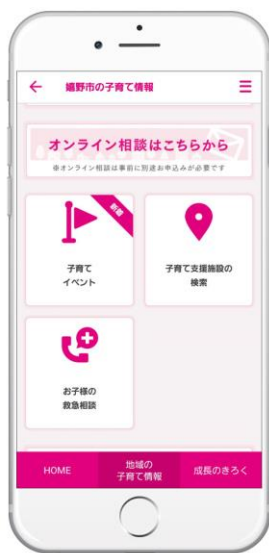 嬉野市の子育て情報
オンライン相談はこちらから
※オンライン相談は事前に別途お申込みが必要です
新着
子育て
イベント
子育て支援施設の
検索
お子様の
救急相談
HOME
地域の
子育て情報
成長のきろく